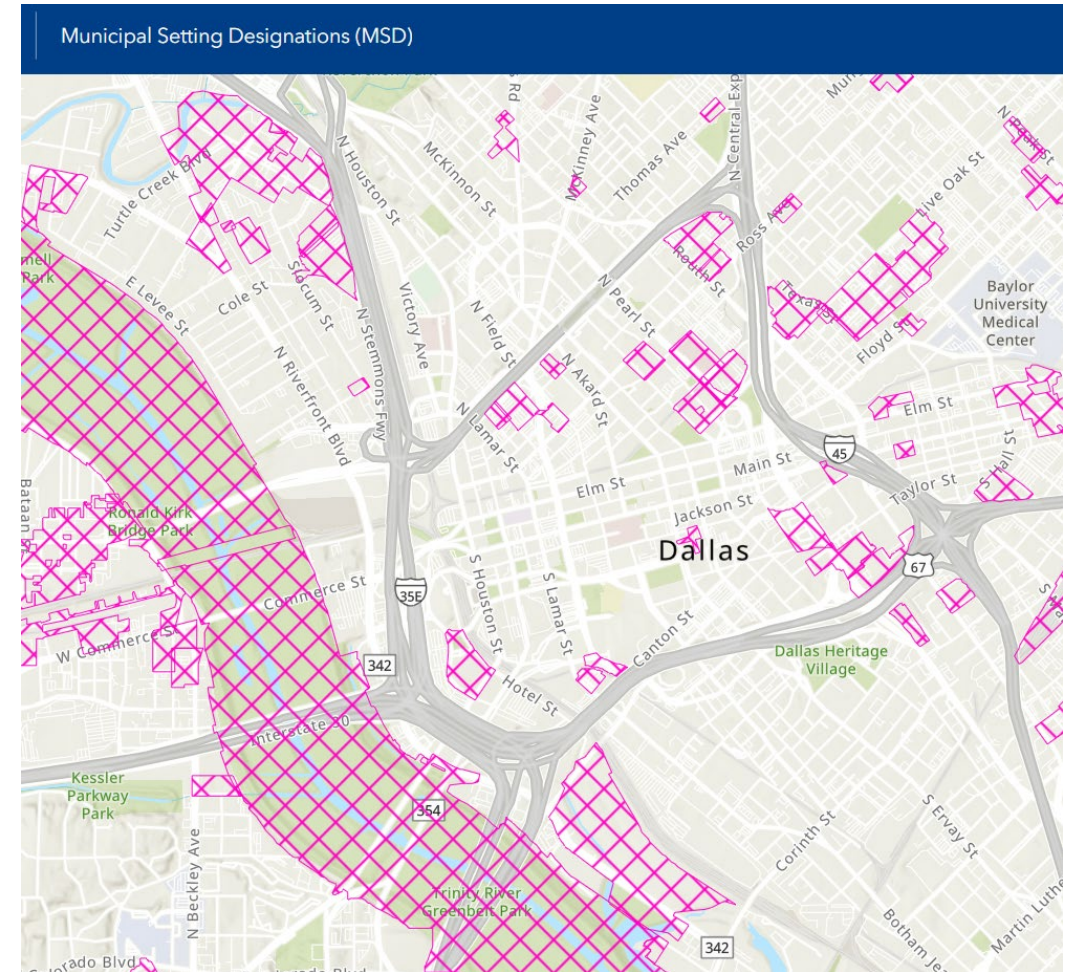 Municipal Setting Designations (MSD)
N Houston St
McKinnon St
Rd
McKinney Ave
Thomas Ave
N Central Exp
Live Oak St
Turtle Creek Blvd
Ross Ave
Routh St
Park
E Levee St
Cole St
Slocum St
Victory Ave
N Field St
N Pearl St
Texas St
Floyd St
Baylor
University
Medical
Center
N Riverfront Blvd
N Stemmons Fwy
N Akard St
N Lamar St
Elm St
Main St
45
Elm St
S Hall St
Taylor St
Jackson St
Dallas
Ronald Kirk
Bridge Park
Commerce St
W Commerce St
35E
S Houston St
S Lamar St
Canton St
67
342
Hotel St
Dallas Heritage
Village
Interstate 30
Kessler
Parkway
Park
354
N Beckley Ave
Trinity River
Greenbelt Park
Corinth St
S Ervay St
342